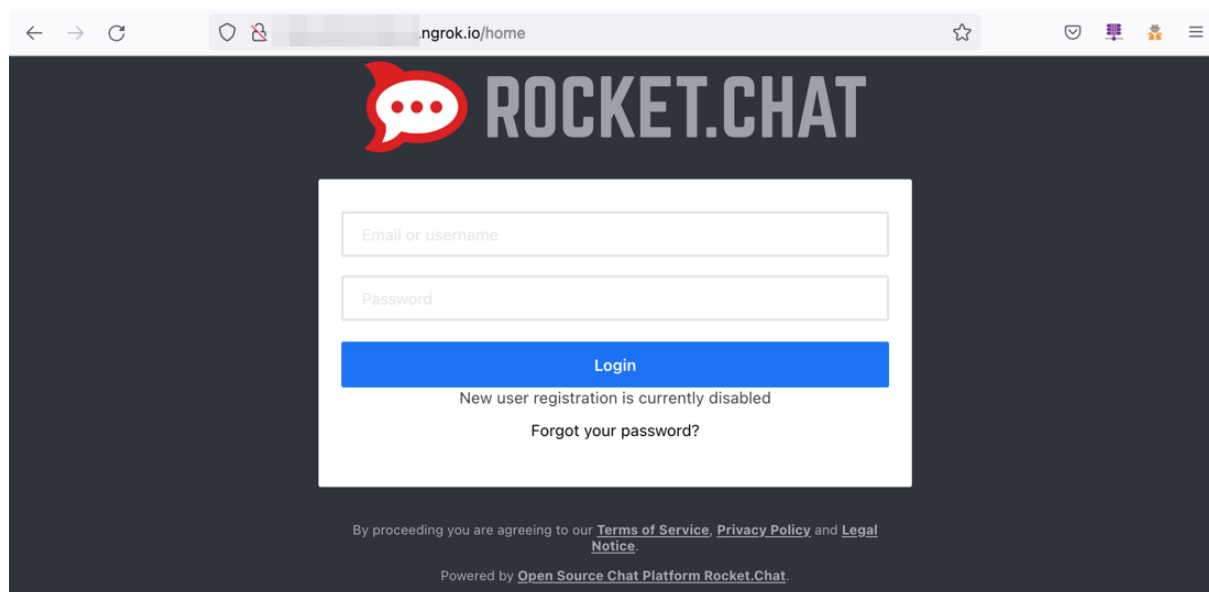 .ngrok.io/home
ROCKET.CHAT
Email or username
Password
Login
New user registration is currently disabled
Forgot your password?
By proceeding you are agreeing to our Terms of Service, Privacy Policy and Legal
Notice.
Powered by Open Source Chat Platform Rocket.Chat.